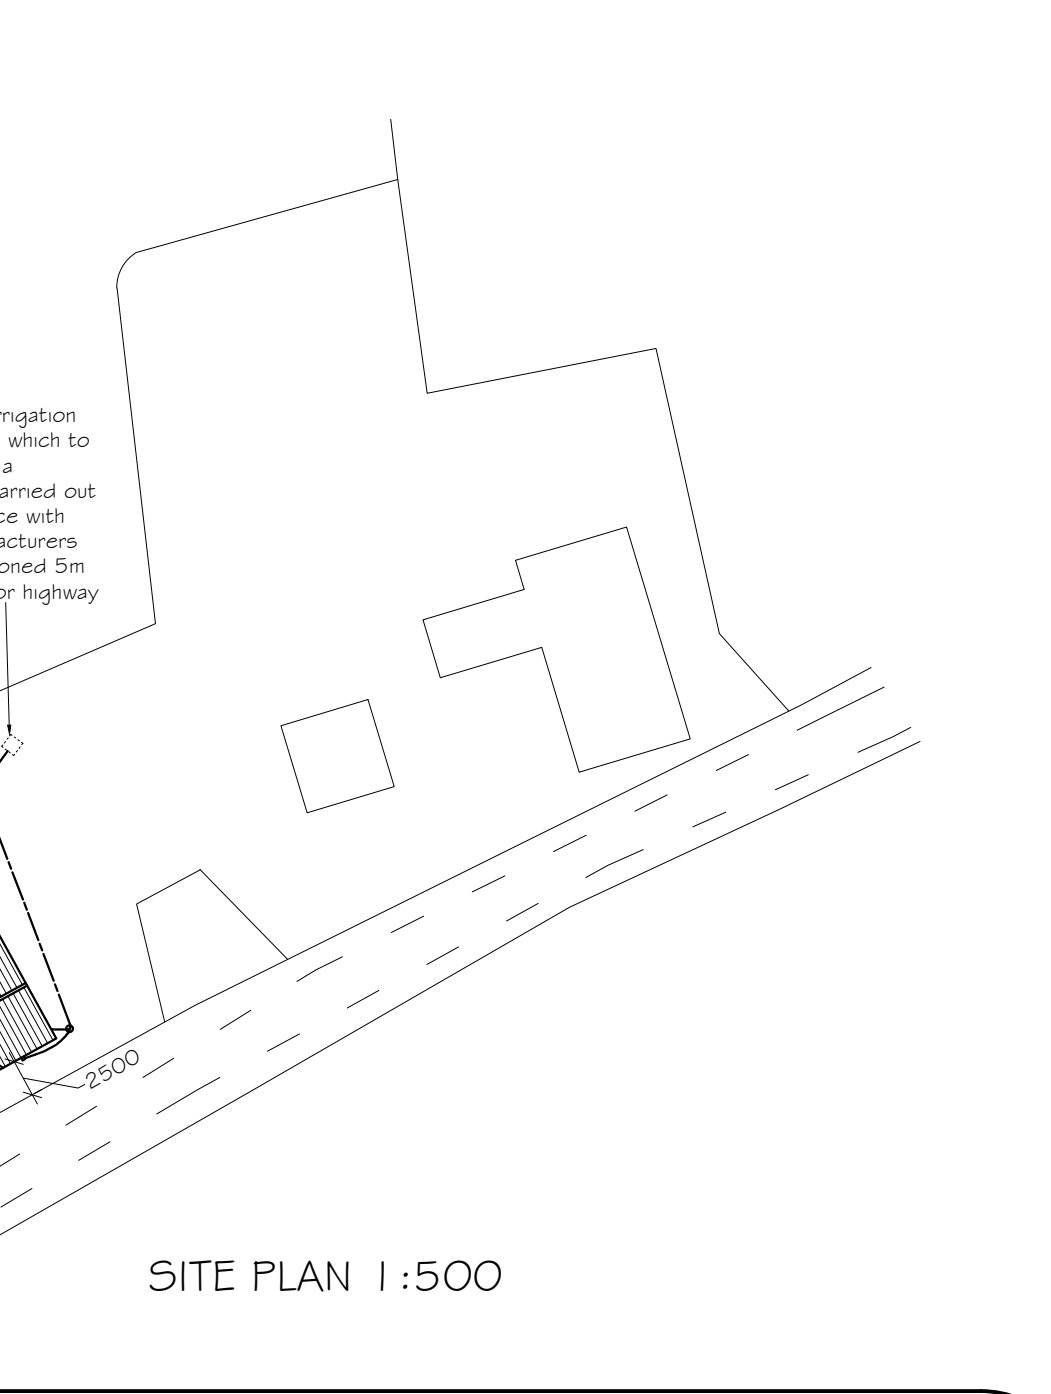 rrigation
which to
a
arried out
ce with
acturers
oned 5m
or highway
2500
SITE PLAN 1:500